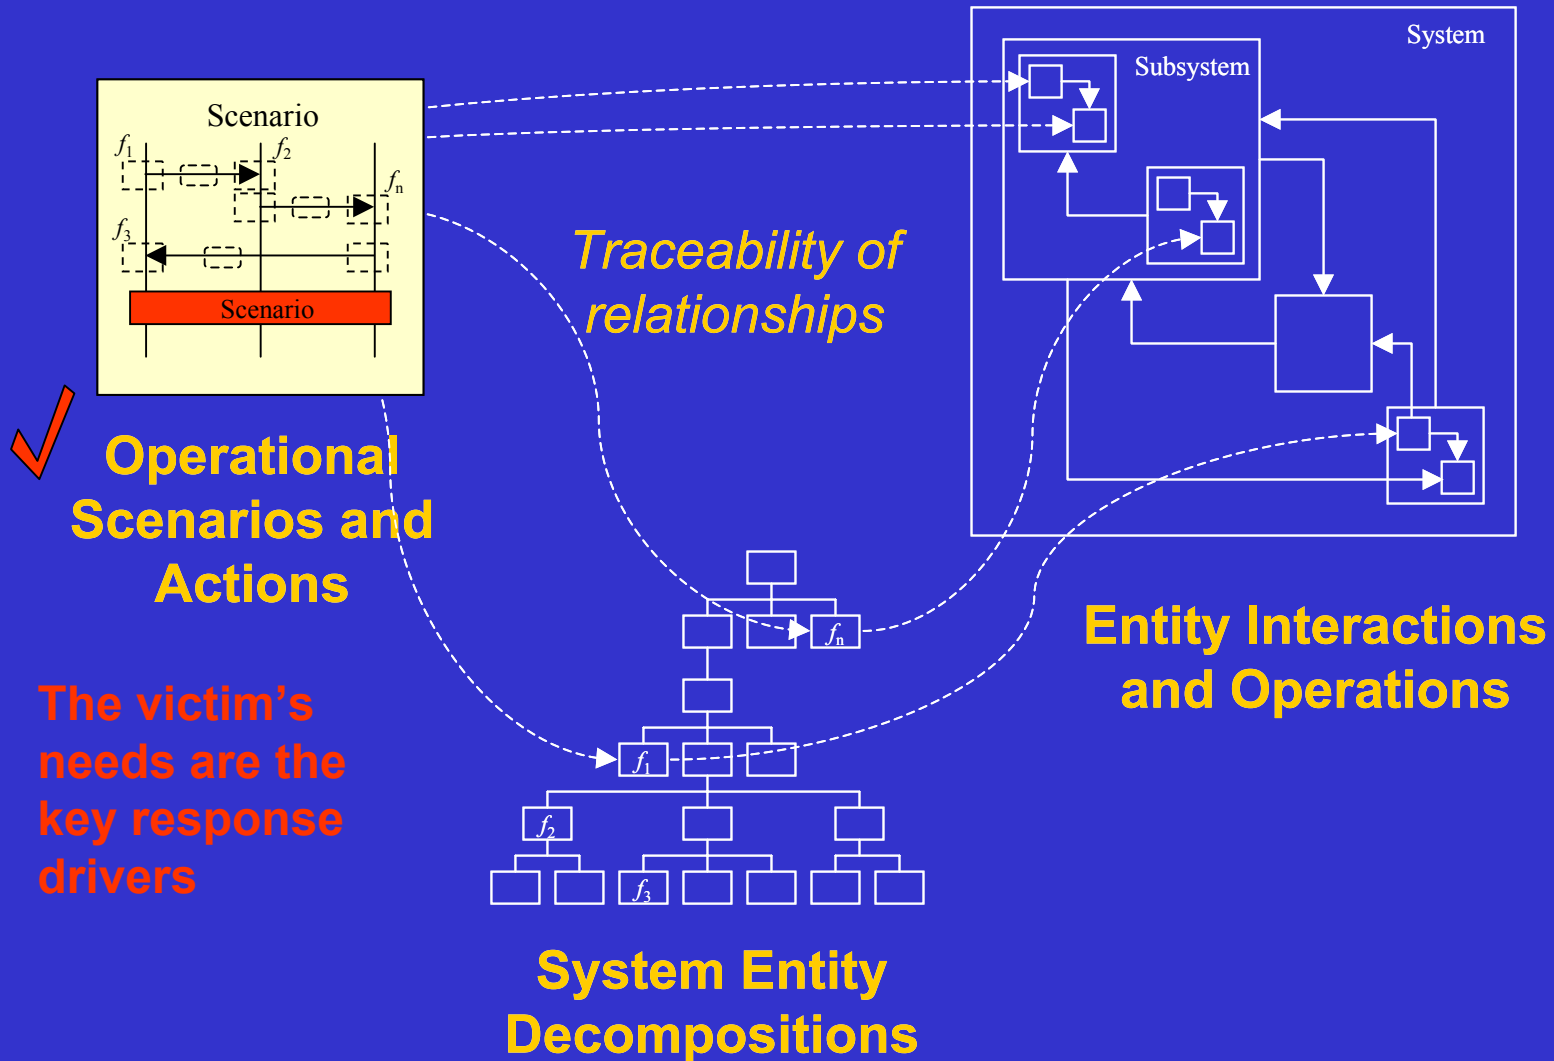 System
Subsystem
Scenario
f1
f2
fn
f3
Scenario
Traceability of
relationships
Operational
Scenarios and
Actions
fn
Entity Interactions
and Operations
The victim’s
needs are the
key response
drivers
f1
f2
f3
System Entity
Decompositions